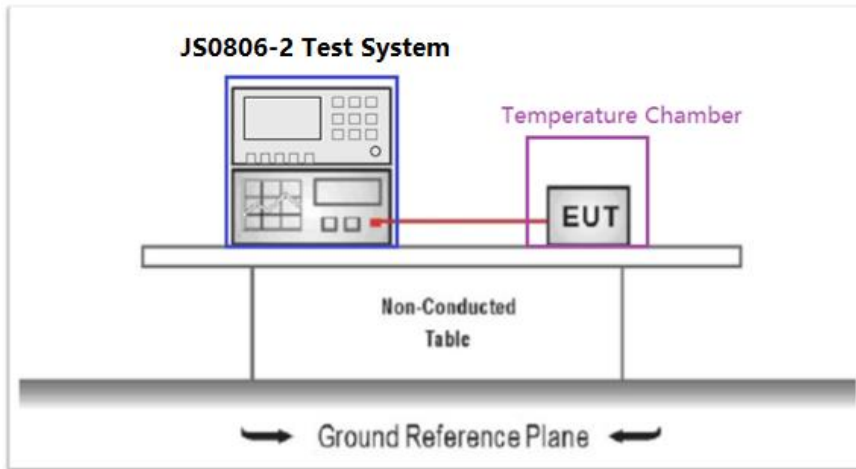 JS0806-2 Test System
Temperature Chamber
EUT
Non-Conducted
Table
Ground Reference Plane